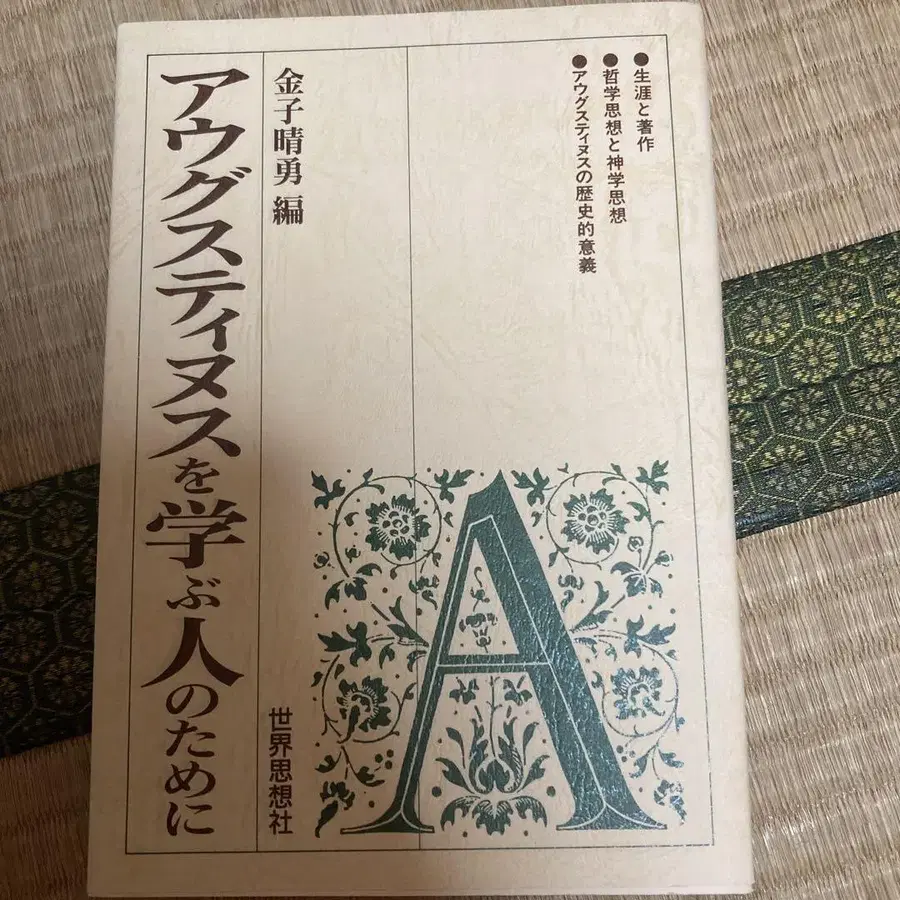 ●生涯と著作
●哲学思想と神学思想
●アウグスティヌスの歴史的意義
金子晴勇 編
アウグスティヌスを学ぶ人のために
世界思想社
A